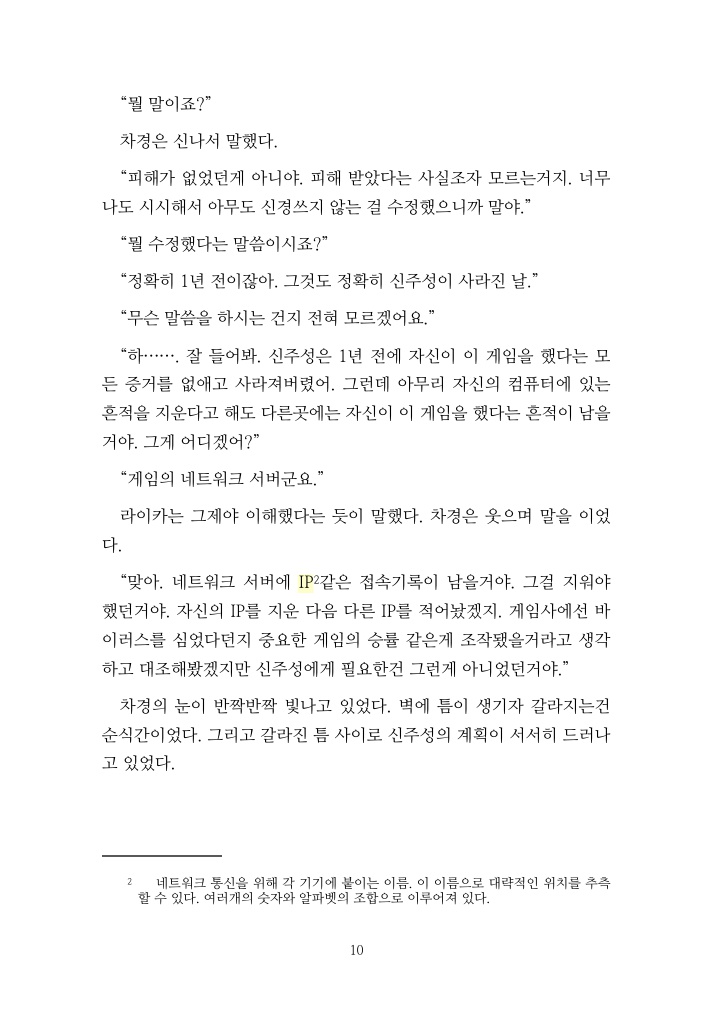 “뭘 말이죠?”
차경은 신나서 말했다.
“피해가 없었던게 아니야. 피해 받았다는 사실조차 모르는거지. 너무
나도 시시해서 아무도 신경쓰지 않는 걸 수정했으니까 말야.”
“뭘 수정했다는 말씀이시죠?”
“정확히 1년 전이잖아. 그것도 정확히 신주성이 사라진 날.”
“무슨 말씀을 하시는 건지 전혀 모르겠어요.”
“하……. 잘 들어봐. 신주성은 1년 전에 자신이 이 게임을 했다는 모
든 증거를 없애고 사라져버렸어. 그런데 아무리 자신의 컴퓨터에 있는
흔적을 지운다고 해도 다른곳에는 자신이 이 게임을 했다는 흔적이 남을
거야. 그게 어디겠어?”
“게임의 네트워크 서버군요.”
라이카는 그제야 이해했다는 듯이 말했다. 차경은 웃으며 말을 이었
다.
“맞아. 네트워크 서버에 IP2같은 접속기록이 남을거야. 그걸 지워야
했던거야. 자신의 IP를 지운 다음 다른 IP를 적어놨겠지. 게임사에선 바
이러스를 심었다던지 중요한 게임의 승률 같은게 조작됐을거라고 생각
하고 대조해봤겠지만 신주성에게 필요한건 그런게 아니었던거야.”
차경의 눈이 반짝반짝 빛나고 있었다. 벽에 틈이 생기자 갈라지는건
순식간이었다. 그리고 갈라진 틈 사이로 신주성의 계획이 서서히 드러나
고 있었다.
2 네트워크 통신을 위해 각 기기에 붙이는 이름. 이 이름으로 대략적인 위치를 추측
할 수 있다. 여러개의 숫자와 알파벳의 조합으로 이루어져 있다.
10